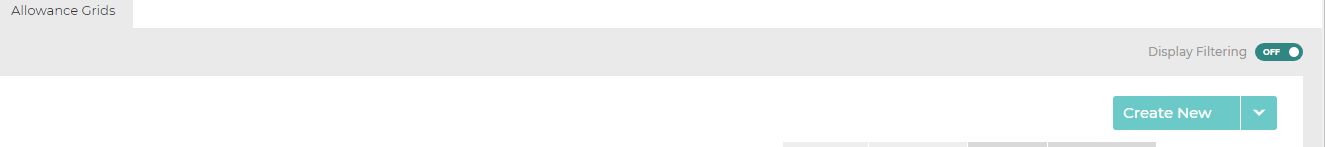 Allowance Grids
Display Filtering OFF
Create New